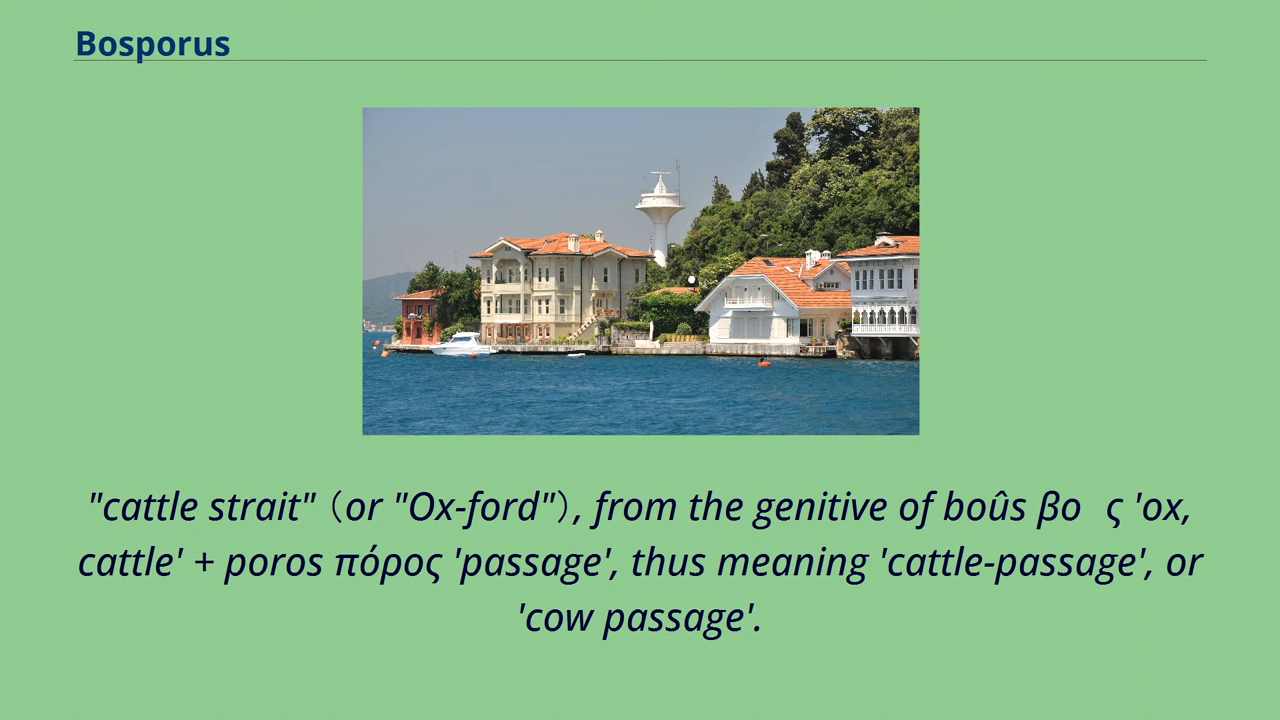 Bosporus
"cattle strait" (or "Ox-ford"), from the genitive of boûs βο ς 'ox,
cattle' + poros πόρος 'passage', thus meaning 'cattle-passage', or
'cow passage'.